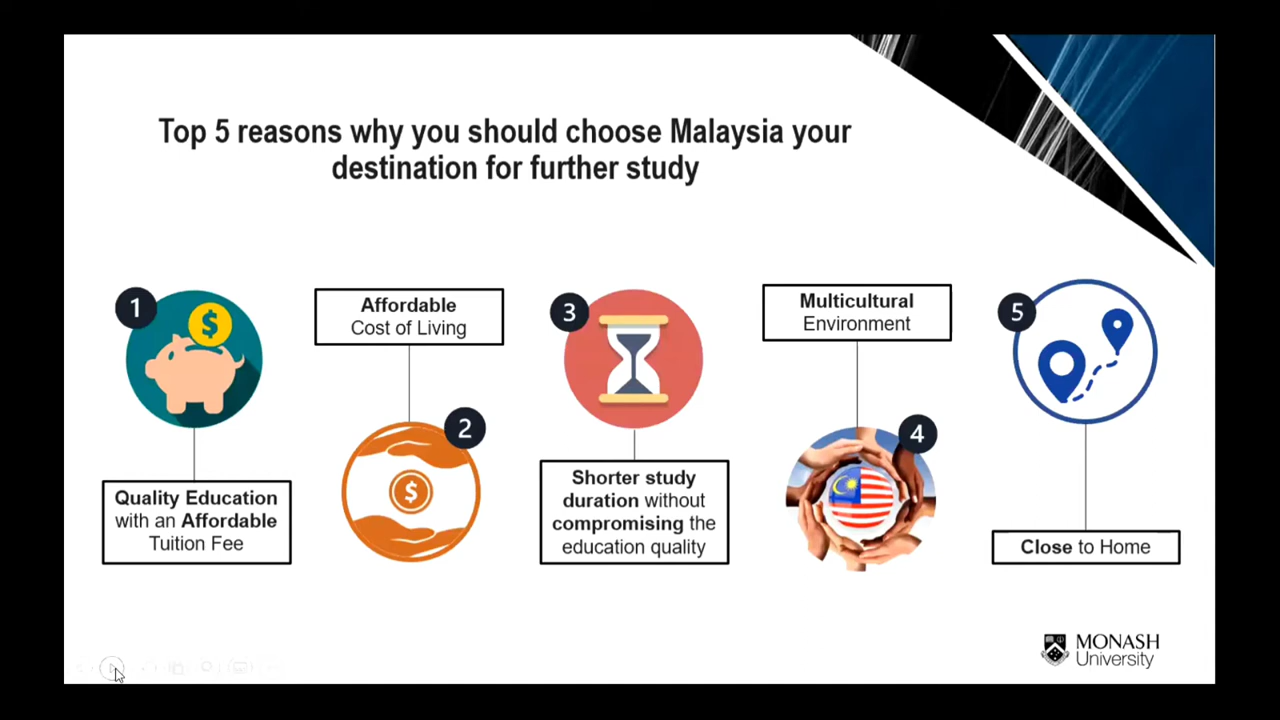 Top 5 reasons why you should choose Malaysia your
destination for further study
1
$
Quality Education
with an Affordable
Tuition Fee
Affordable
Cost of Living
2
$
3
Shorter study
duration without
compromising the
education quality
Multicultural
Environment
4
5
Close to Home
MONASH
University